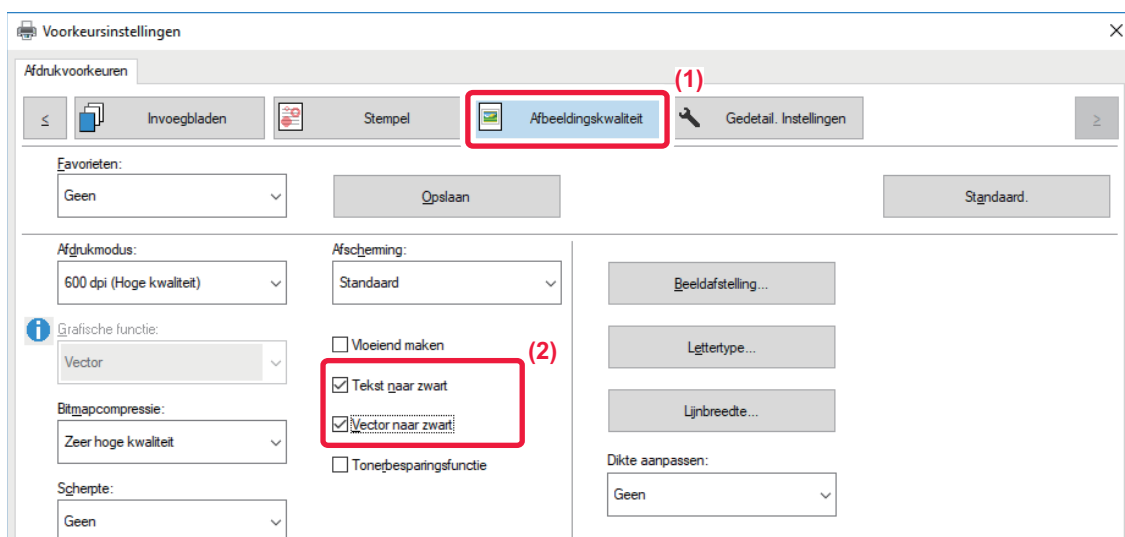 Voorkeursinstellingen
Afdrukvoorkeuren
(1)
< Invoegbladen Stempel Afbeeldingskwaliteit Gedetail. Instellingen >
Favorieten:
Geen Opslaan Standaard.
Afdrukmodus: Afscherming:
600 dpi (Hoge kwaliteit) Standaard Beeldafstelling...
Grafische functie:
Vloeiend maken (2) Lettertype...
Vector
Tekst naar zwart
Bitmapcompressie: Lijnbreedte...
Vector naar zwart
Zeer hoge kwaliteit
Tonerbesparingsfunctie Dikte aanpassen:
Scherpte:
Geen
Geen